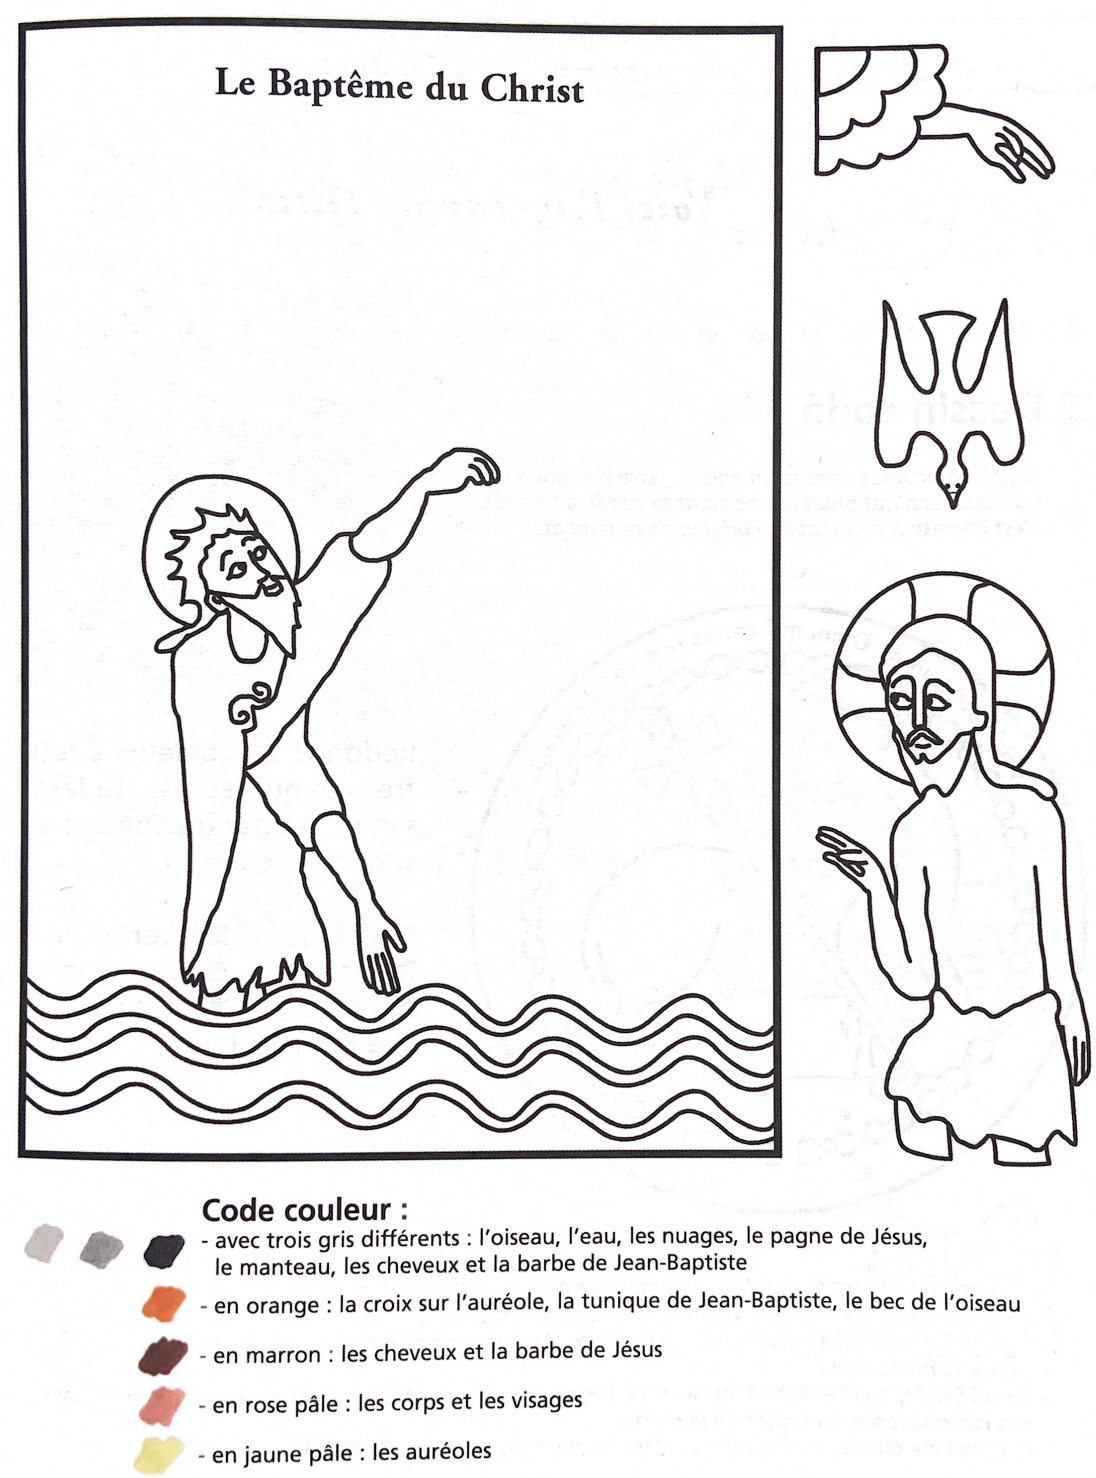 Le Baptême du Christ
Code couleur :
- avec trois gris différents : l'oiseau, l'eau, les nuages, le pagne de Jésus,
le manteau, les cheveux et la barbe de Jean-Baptiste
- en orange : la croix sur l'auréole, la tunique de Jean-Baptiste, le bec de l'oiseau
- en marron : les cheveux et la barbe de Jésus
- en rose pâle : les corps et les visages
- en jaune pâle : les auréoles